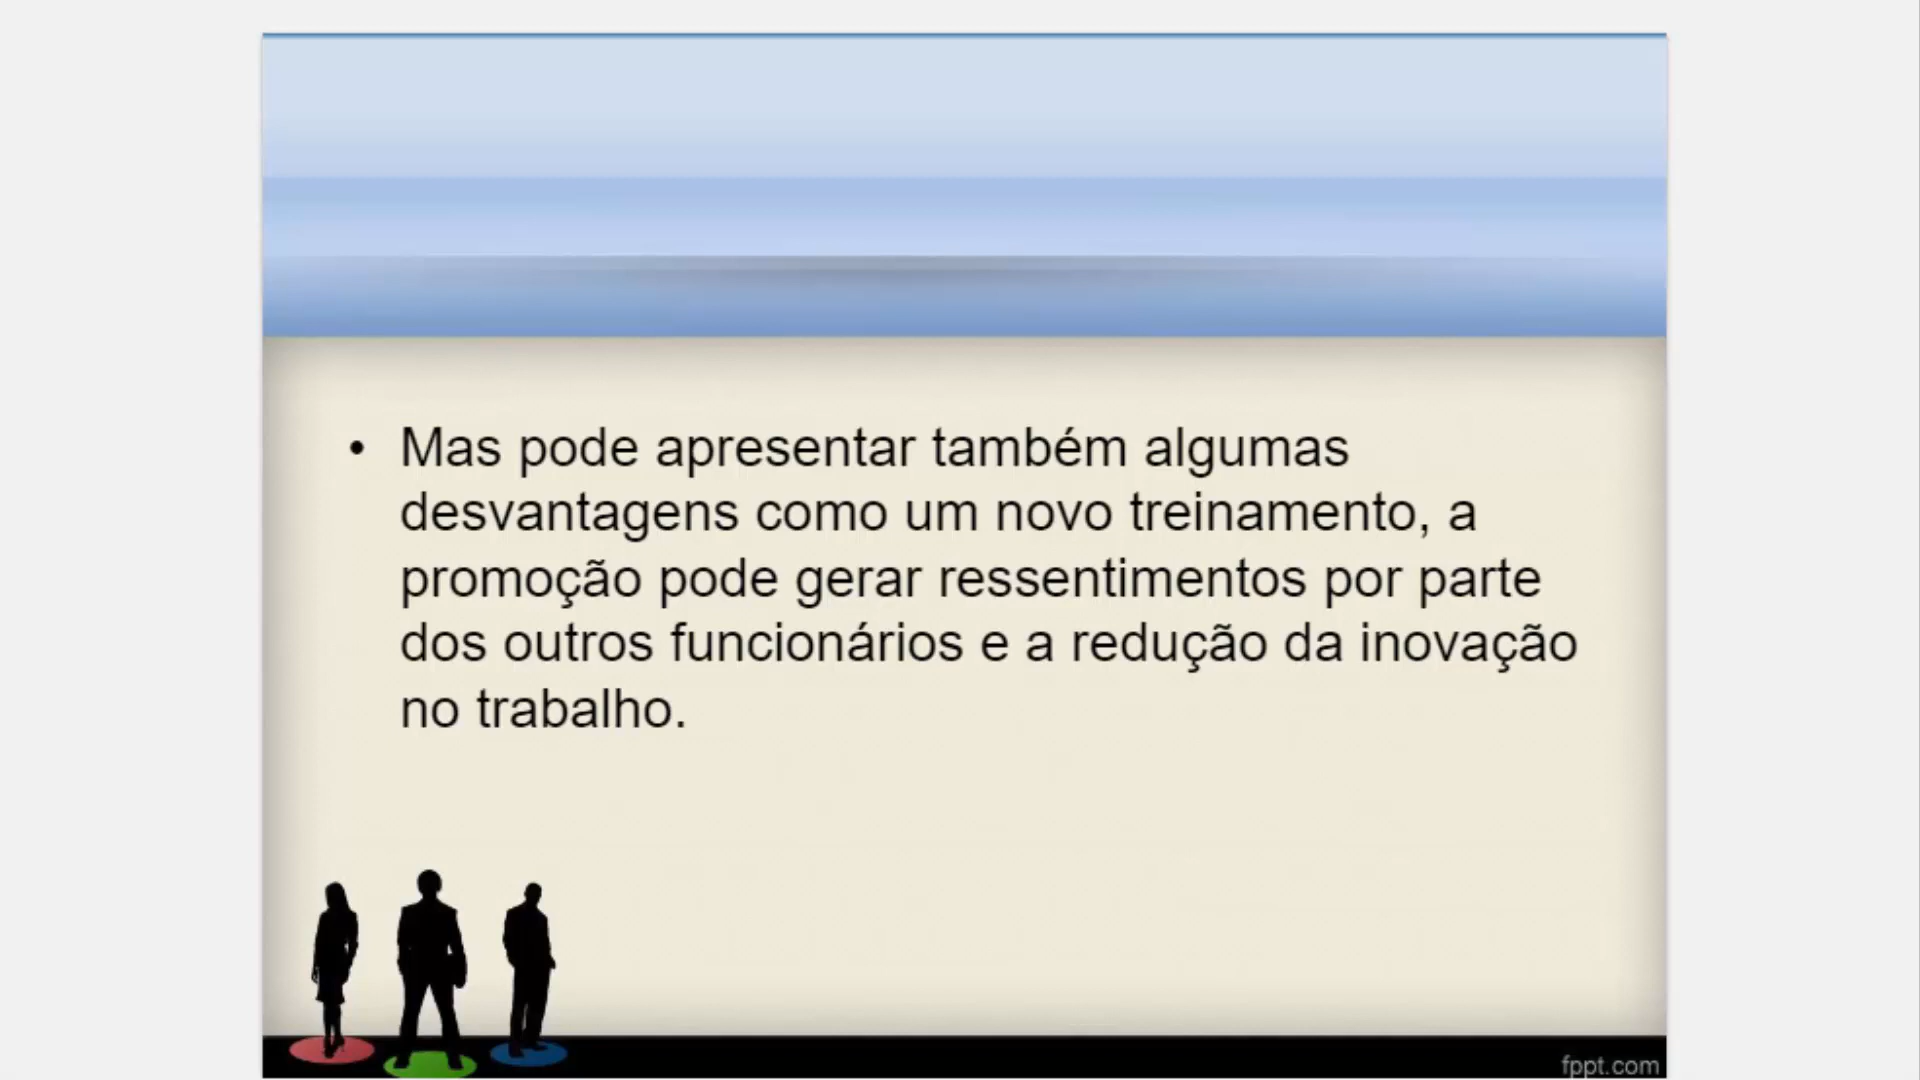 • Mas pode apresentar também algumas
desvantagens como um novo treinamento, a
promoção pode gerar ressentimentos por parte
dos outros funcionários e a redução da inovação
no trabalho.
fppt.com